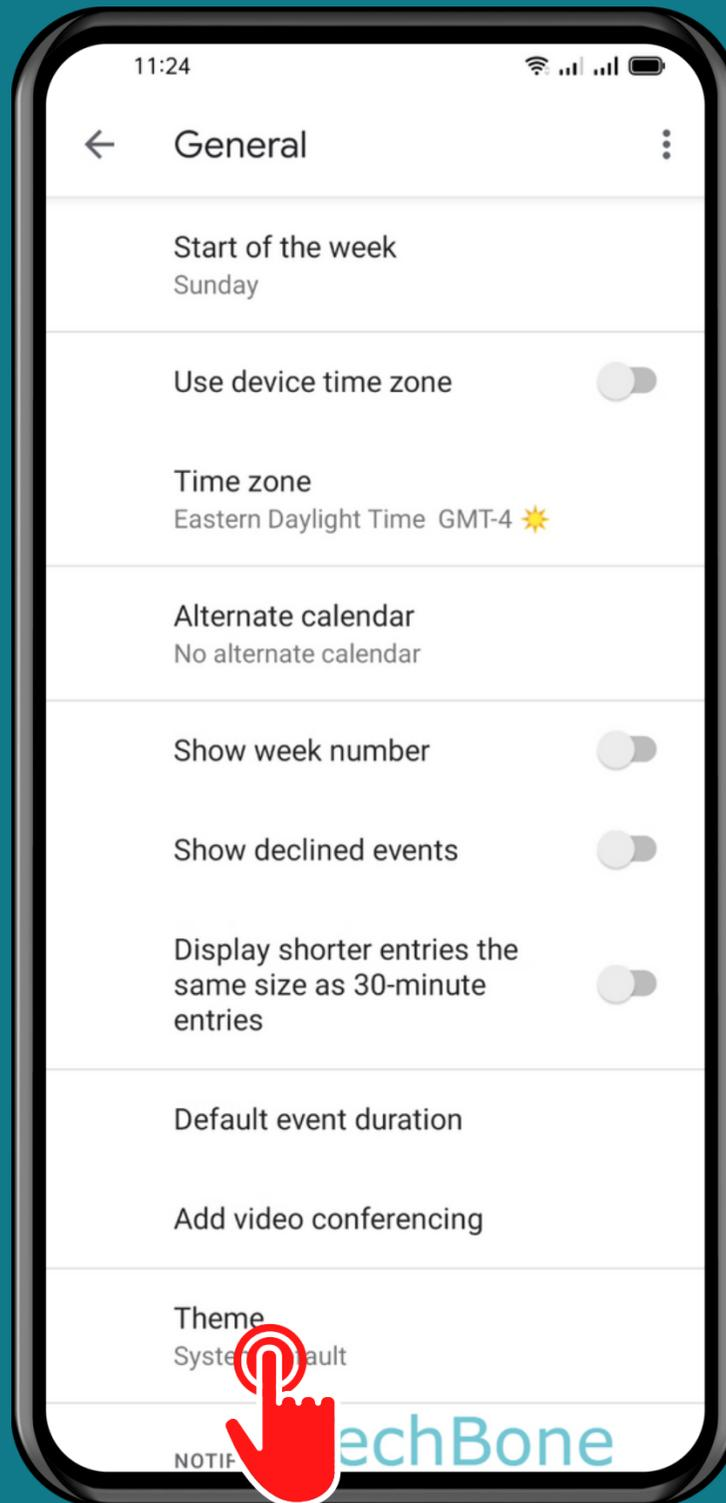 11:24
General
Start of the week
Sunday
Use device time zone
Time zone
Eastern Daylight Time GMT-4
Alternate calendar
No alternate calendar
Show week number
Show declined events
Display shorter entries the
same size as 30-minute
entries
Default event duration
Add video conferencing
Theme